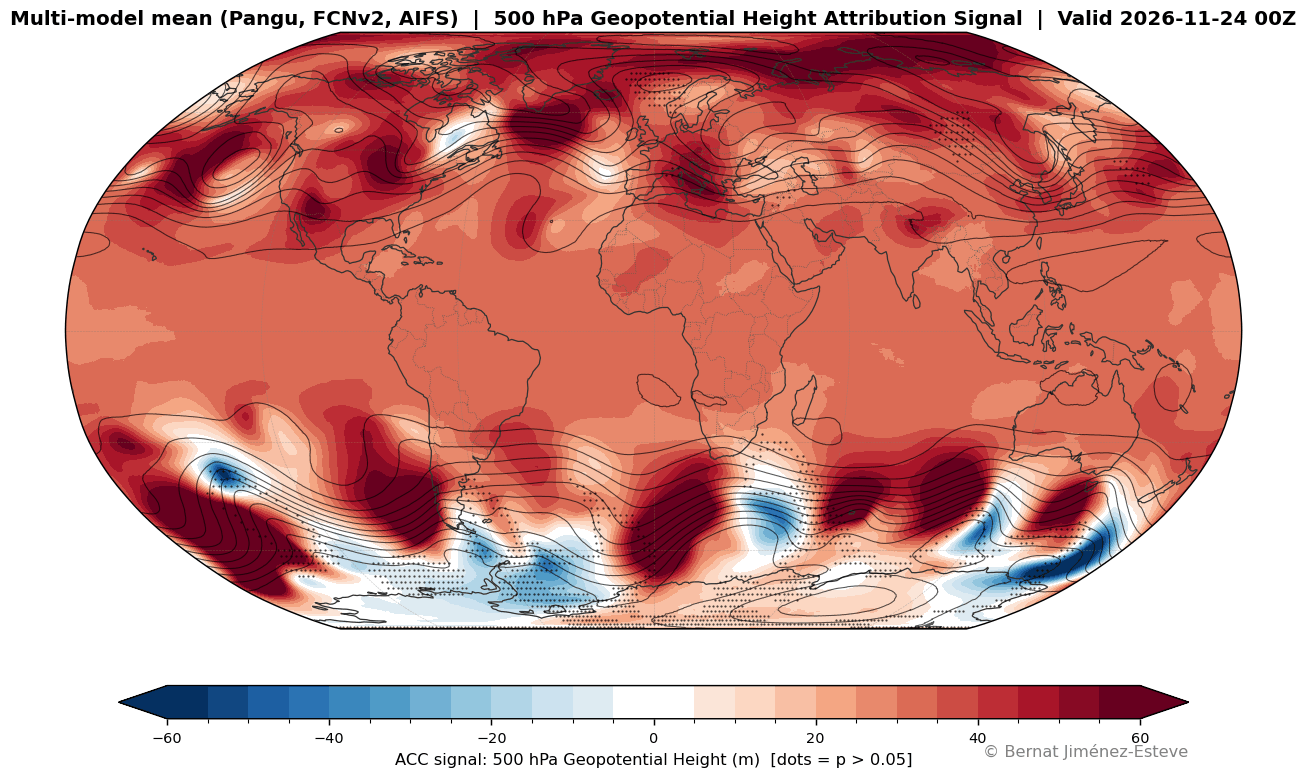 Multi-model mean (Pangu, FCNv2, AIFS)  |  500 hPa Geopotential Height Attribution Signal  |  Valid 2026-11-24 00Z
−60 −40 −20 0 20 40 60
ACC signal: 500 hPa Geopotential Height (m)  [dots = p > 0.05]
© Bernat Jiménez-Esteve